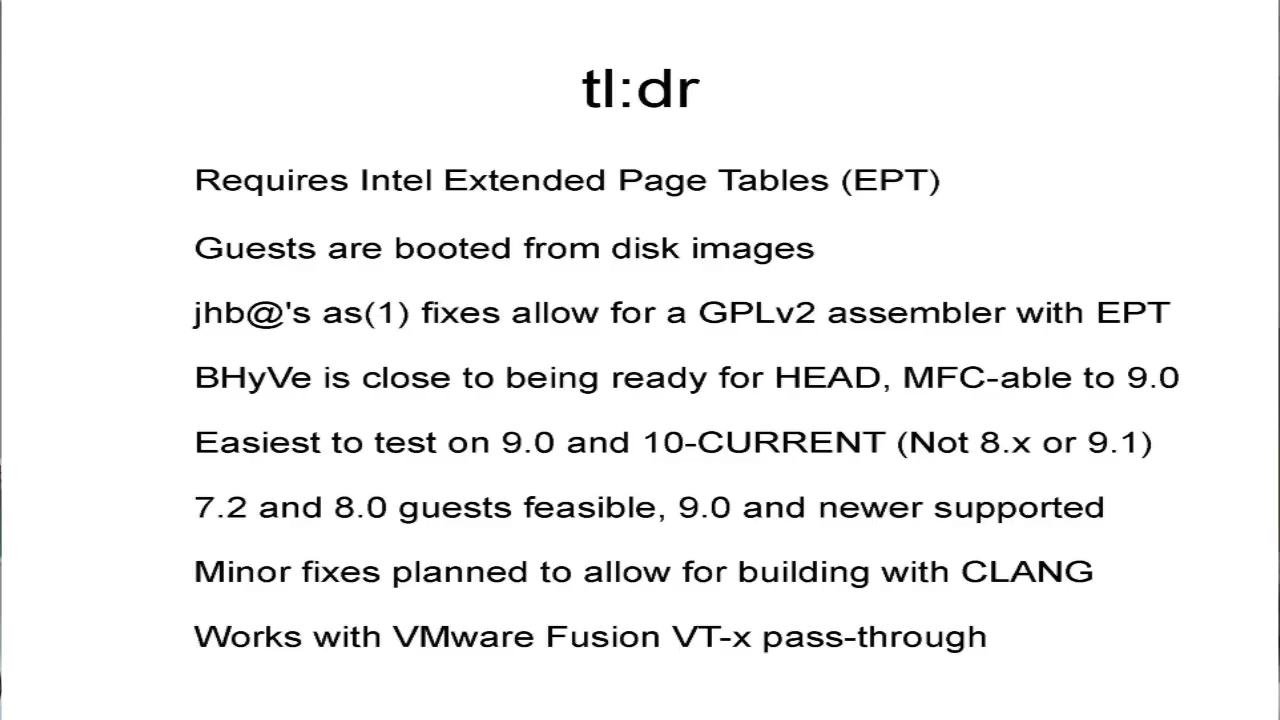 tl:dr
Requires Intel Extended Page Tables (EPT)
Guests are booted from disk images
jhb@'s as(1) fixes allow for a GPLv2 assembler with EPT
BHyVe is close to being ready for HEAD, MFC-able to 9.0
Easiest to test on 9.0 and 10-CURRENT (Not 8.x or 9.1)
7.2 and 8.0 guests feasible, 9.0 and newer supported
Minor fixes planned to allow for building with CLANG
Works with VMware Fusion VT-x pass-through